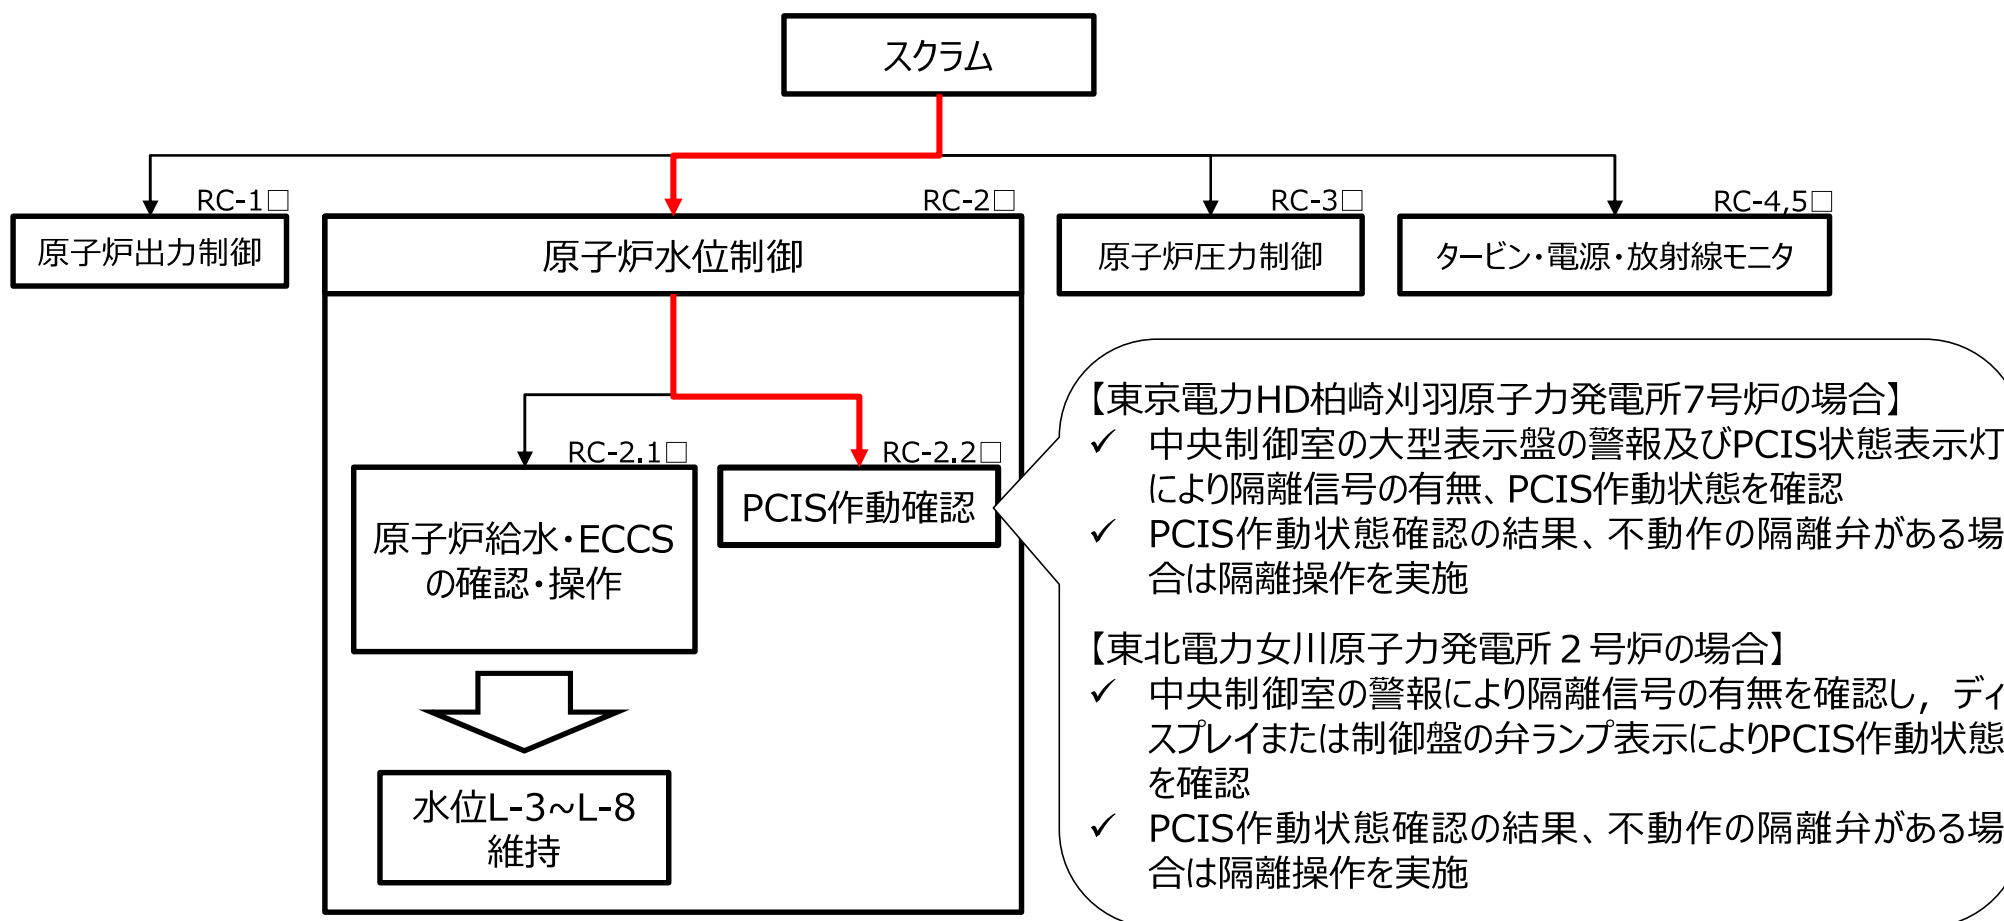 スクラム
RC-1□
原子炉出力制御
RC-2□
原子炉水位制御
RC-3□
原子炉圧力制御
RC-4,5□
タービン・電源・放射線モニタ
RC-2.1□
原子炉給水・ECCS
の確認・操作
RC-2.2□
PCIS作動確認
水位L-3~L-8
維持
【東京電力HD柏崎刈羽原子力発電所7号炉の場合】
✓ 中央制御室の大型表示盤の警報及びPCIS状態表示灯
により隔離信号の有無、PCIS作動状態を確認
✓ PCIS作動状態確認の結果、不動作の隔離弁がある場
合は隔離操作を実施
【東北電力女川原子力発電所２号炉の場合】
✓ 中央制御室の警報により隔離信号の有無を確認し，ディ
スプレイまたは制御盤の弁ランプ表示によりPCIS作動状態
を確認
✓ PCIS作動状態確認の結果、不動作の隔離弁がある場
合は隔離操作を実施